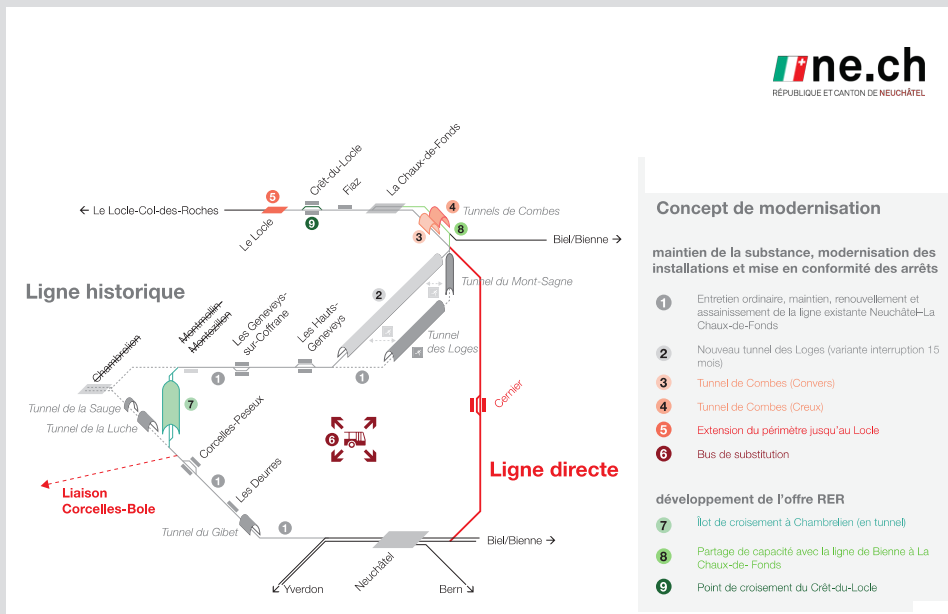 ne.ch
RÉPUBLIQUE ET CANTON DE NEUCHÂTEL
Crêt-du-Locle
Fiaz
La Chaux-de-Fonds
5
4
← Le Locle-Col-des-Roches
Le Locle
9
Tunnels de Combes
3
8
Biel/Bienne →
Ligne historique
Tunnel du Mont-Sagne
2
Montmollin-
Montezillon
Les Geneveys-
sur-Coffrane
Les Hauts-
Geneveys
Tunnel
des Loges
Chambrelien
1
1
Tunnel de la Sauge
7
Cernier
Tunnel de la Luche
Corcelles-Peseux
6
Ligne directe
1
Les Deurres
Liaison
Corcelles-Bole
Tunnel du Gibet
1
Biel/Bienne →
Neuchâtel
Yverdon
Bern
Concept de modernisation
maintien de la substance, modernisation des
installations et mise en conformité des arrêts
1 Entretien ordinaire, maintien, renouvellement et
assainissement de la ligne existante Neuchâtel–La
Chaux-de-Fonds
2 Nouveau tunnel des Loges (variante interruption 15
mois)
3 Tunnel de Combes (Convers)
4 Tunnel de Combes (Creux)
5 Extension du périmètre jusqu'au Locle
6 Bus de substitution
développement de l'offre RER
7 Îlot de croisement à Chambrelien (en tunnel)
8 Partage de capacité avec la ligne de Bienne à La
Chaux-de- Fonds
9 Point de croisement du Crêt-du-Locle